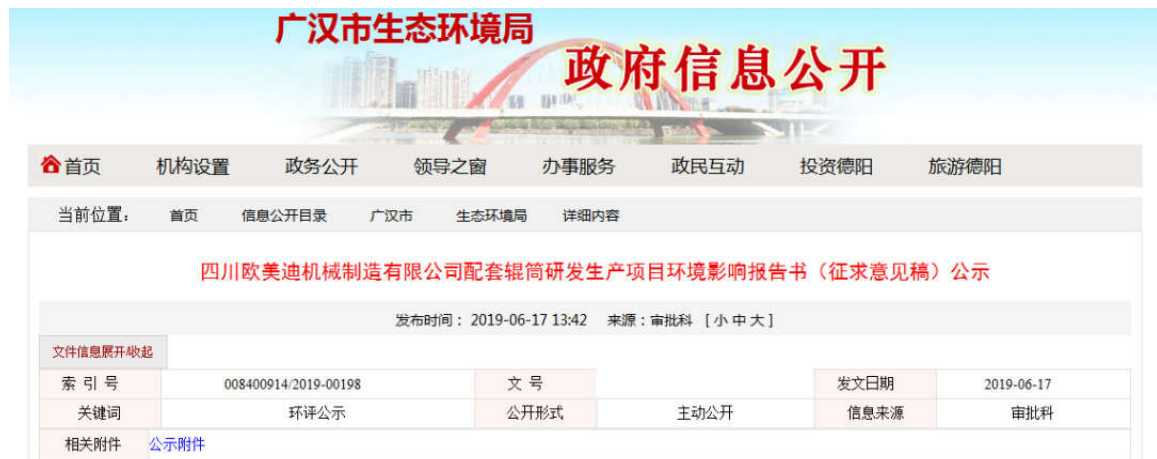 广汉市生态环境局
政府信息公开
首页 机构设置 政务公开 领导之窗 办事服务 政民互动 投资德阳 旅游德阳
当前位置： 首页 信息公开目录 广汉市 生态环境局 详细内容
四川欧美迪机械制造有限公司配套辊筒研发生产项目环境影响报告书（征求意见稿）公示
发布时间： 2019-06-17 13:42 来源：审批科 [ 小 中 大 ]
文件信息展开/收起
索 引 号 008400914/2019-00198 文 号 发文日期 2019-06-17
关键词 环评公示 公开形式 主动公开 信息来源 审批科
相关附件 公示附件